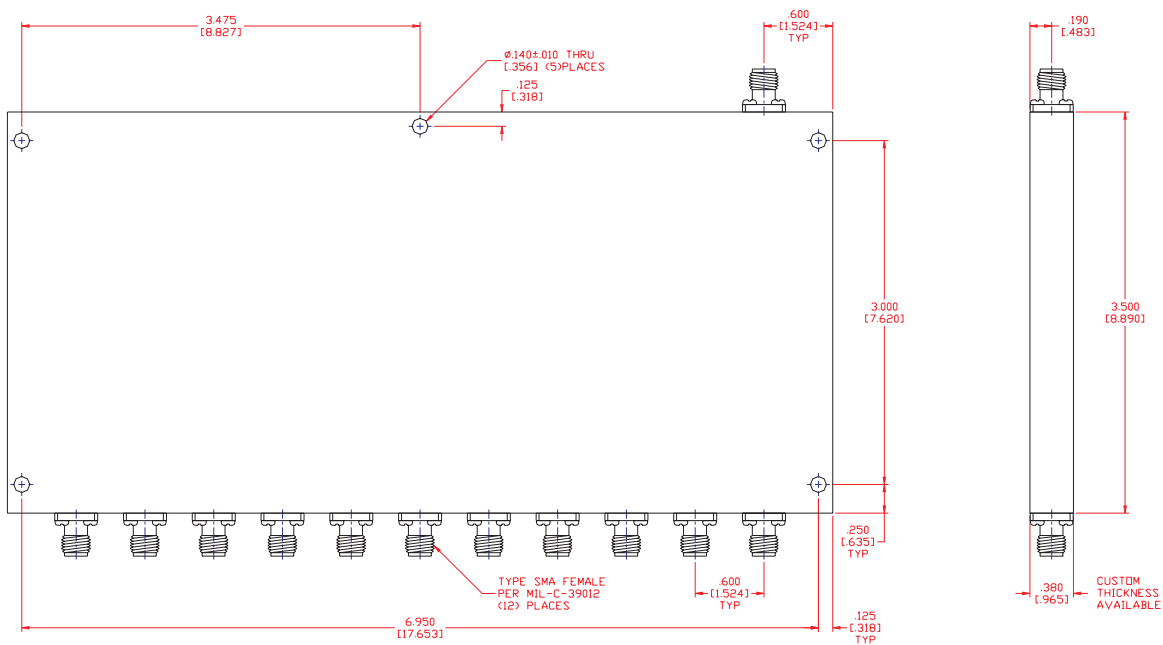 3.475
[8.827]
.600
[1.524]
TYP
.190
[.483]
ø.140±.010 THRU
[.356] (5)PLACES
.125
[.318]
3.000
[7.620]
3.500
[8.890]
.250
[.635]
TYP
TYPE SMA FEMALE
PER MIL-C-39012
(12) PLACES
.600
[1.524]
TYP
.380
[.965]
CUSTOM
THICKNESS
AVAILABLE
6.950
[17.653]
.125
[.318]
TYP